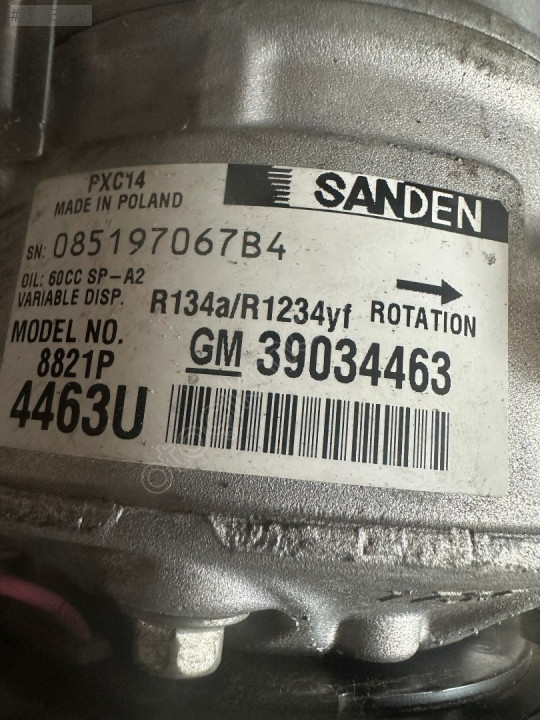 PXC14
MADE IN POLAND
SANDEN
SN: 085197067B4
OIL: 60CC SP-A2
VARIABLE DISP.
R134a/R1234yf
ROTATION
MODEL NO.
8821P
GM 39034463
4463U